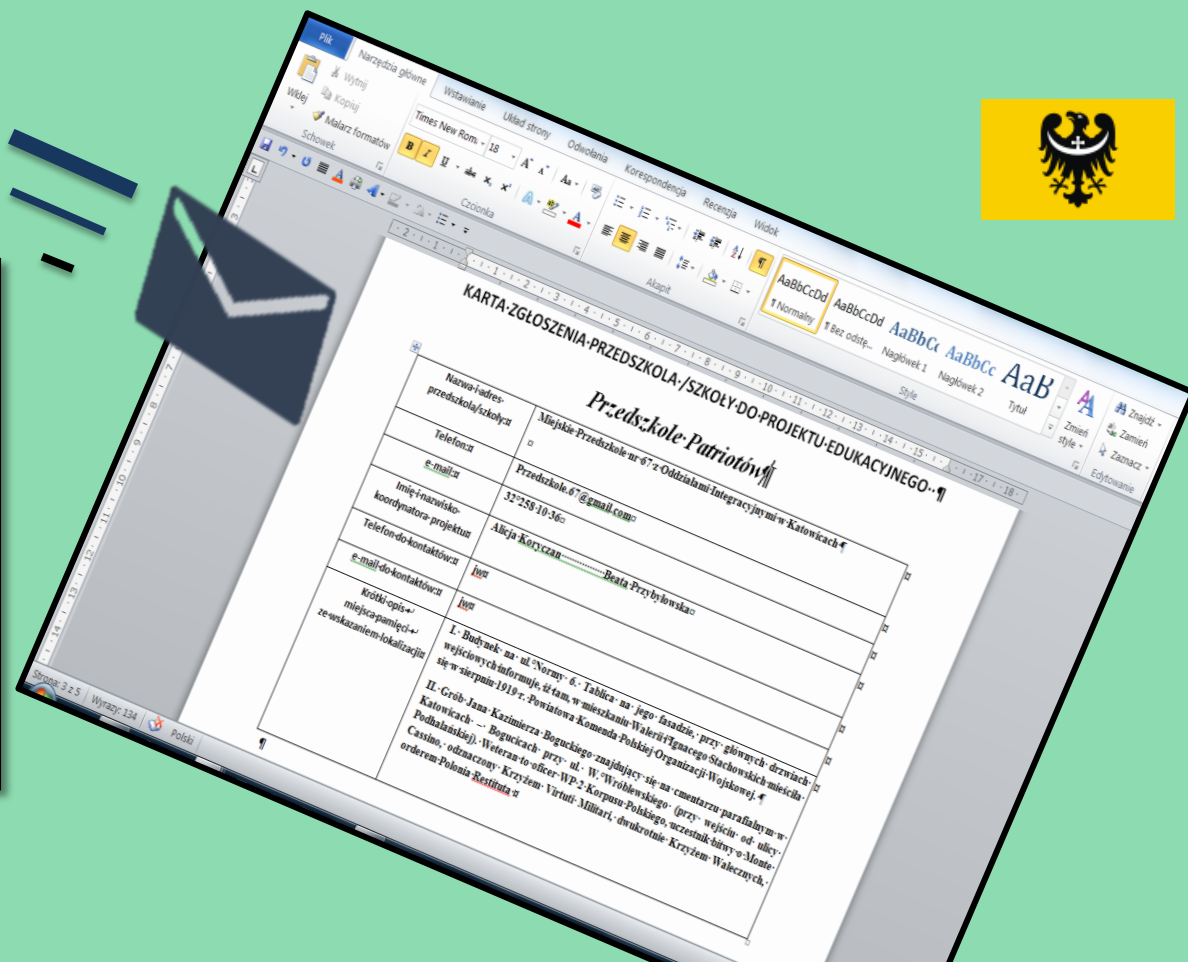 Plik
Narzędzia główne
Wstawianie
Układ strony
Odwołania
Korespondencja
Recenzja
Widok
Wklej
Wytnij
Kopiuj
Malarz formatów
Schowek
Times New Rom
18
Czcionka
Akapit
AaBbCcDd
¶ Normalny
AaBbCcDd
¶ Bez odstę...
AaBbC
Nagłówek 1
AaBbCc
Nagłówek 2
AaB
Tytuł
Style
Zmień
style
Znajdź
Zamień
Zaznacz
Edytowanie
KARTA ZGŁOSZENIA PRZEDSZKOLA /SZKOŁY DO PROJEKTU EDUKACYJNEGO ¶
Przedszkole Patriotów¶
Nazwa i adres
przedszkola/szkoły:
Miejskie Przedszkole nr 67 z Oddziałami Integracyjnymi w Katowicach¶
Telefon:
Przedszkole.67@gmail.com
e-mail:
32°258-10-36
Imię i nazwisko
koordynatora projektu
Alicja Koryczan Beata Przybyłowska
Telefon do kontaktów:
jw
e-mail do kontaktów:
jw
Krótki opis
miejsca pamięci
ze wskazaniem lokalizacji
I. Budynek na ul.°Normy 6. Tablica na jego fasadzie, przy głównych drzwiach
wejściowych informuje, iż tam, w mieszkaniu Walerii i Ignacego Stachowskich mieściła
się w sierpniu 1919 r. Powiatowa Komenda Polskiej Organizacji Wojskowej. ¶
II. Grób Jana Kazimierza Boguckiego znajdujący się na cmentarzu parafialnym w
Katowicach – Bogucicach przy ul. W.°Wróblewskiego (przy wejściu od ulicy
Podhalańskiej). Weteran to oficer WP 2 Korpusu Polskiego, uczestnik bitwy o Monte
Cassino, odznaczony Krzyżem Virtuti Militari, dwukrotnie Krzyżem Walecznych,
orderem Polonia Restituta
¶
Strona: 3 z 5
Wyrazy: 134
Polski